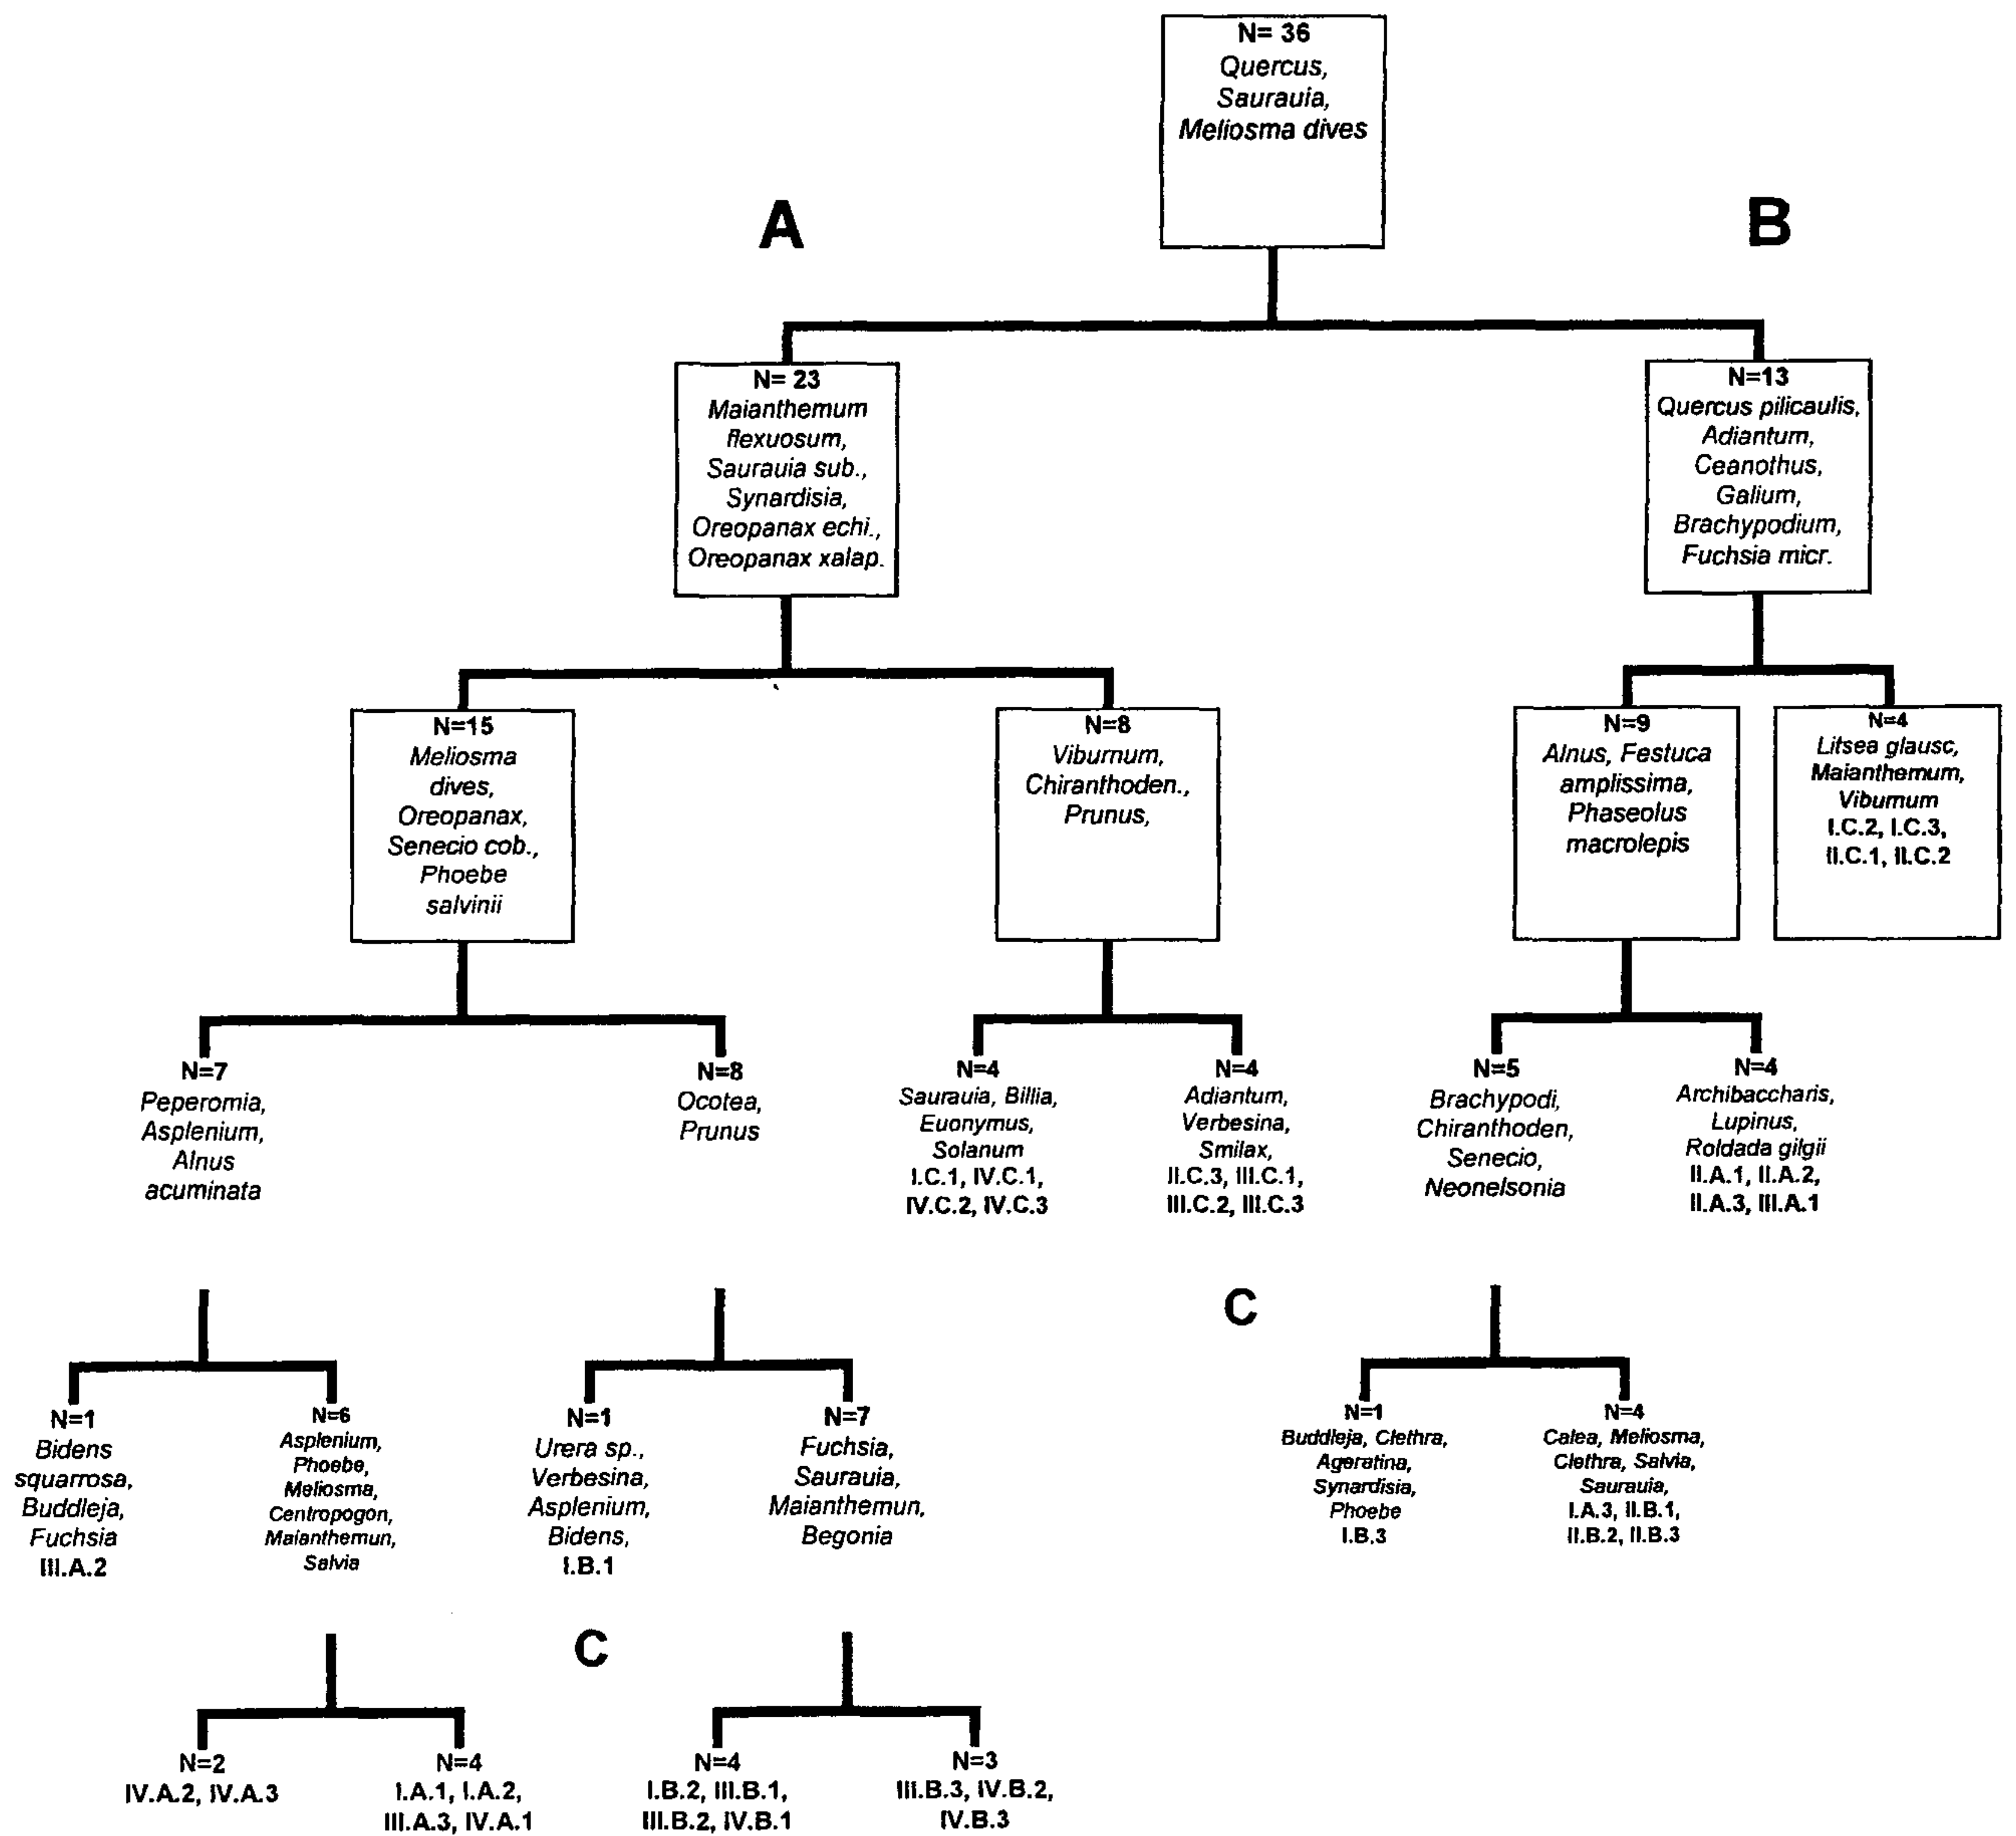 N= 36
Quercus,
Saurauia,
Meliosma dives
A
B
N= 23
Maianthemum
flexuosum,
Saurauia sub.,
Synardisia,
Oreopanax echi.,
Oreopanax xalap.
N=13
Quercus pilicaulis,
Adiantum,
Ceanothus,
Galium,
Brachypodium,
Fuchsia micr.
N=15
Meliosma
dives,
Oreopanax,
Senecio cob.,
Phoebe
salvinii
N=8
Viburnum,
Chiranthoden.,
Prunus,
N=9
Alnus, Festuca
amplissima,
Phaseolus
macrolepis
N=4
Litsea glausc,
Maianthemum,
Viburnum
I.C.2, I.C.3,
II.C.1, II.C.2
N=7
Peperomia,
Asplenium,
Alnus
acuminata
N=8
Ocotea,
Prunus
N=4
Saurauia, Billia,
Euonymus,
Solanum
I.C.1, IV.C.1,
IV.C.2, IV.C.3
N=4
Adiantum,
Verbesina,
Smilax,
II.C.3, III.C.1,
III.C.2, III.C.3
N=5
Brachypodi,
Chiranthoden,
Senecio,
Neonelsonia
N=4
Archibaccharis,
Lupinus,
Roldada gilgii
II.A.1, II.A.2,
II.A.3, III.A.1
C
N=1
Bidens
squarrosa,
Buddleja,
Fuchsia
III.A.2
N=6
Asplenium,
Phoebe,
Meliosma,
Centropogon,
Maianthemun,
Salvia
N=1
Urera sp.,
Verbesina,
Asplenium,
Bidens,
I.B.1
N=7
Fuchsia,
Saurauia,
Maianthemun,
Begonia
N=1
Buddleja, Clethra,
Ageratina,
Synardisia,
Phoebe
I.B.3
N=4
Calea, Meliosma,
Clethra, Salvia,
Saurauia,
I.A.3, II.B.1,
II.B.2, II.B.3
C
N=2
IV.A.2, IV.A.3
N=4
I.A.1, I.A.2,
III.A.3, IV.A.1
N=4
I.B.2, III.B.1,
III.B.2, IV.B.1
N=3
III.B.3, IV.B.2,
IV.B.3